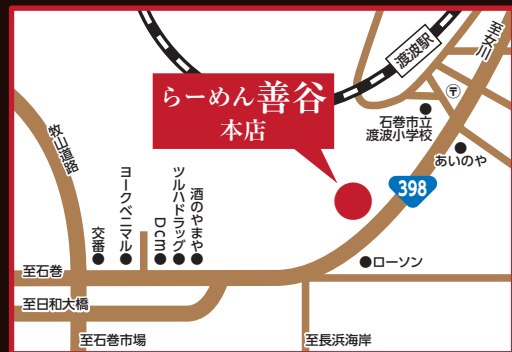 至女川
渡波駅
らーめん善谷
本店
〒
石巻市立
渡波小学校
あいのや
牧山道路
398
交番
ヨークベニマル
Dcm
ツルハドラッグ
酒のやまや
ローソン
至石巻
至日和大橋
至石巻市場
至長浜海岸